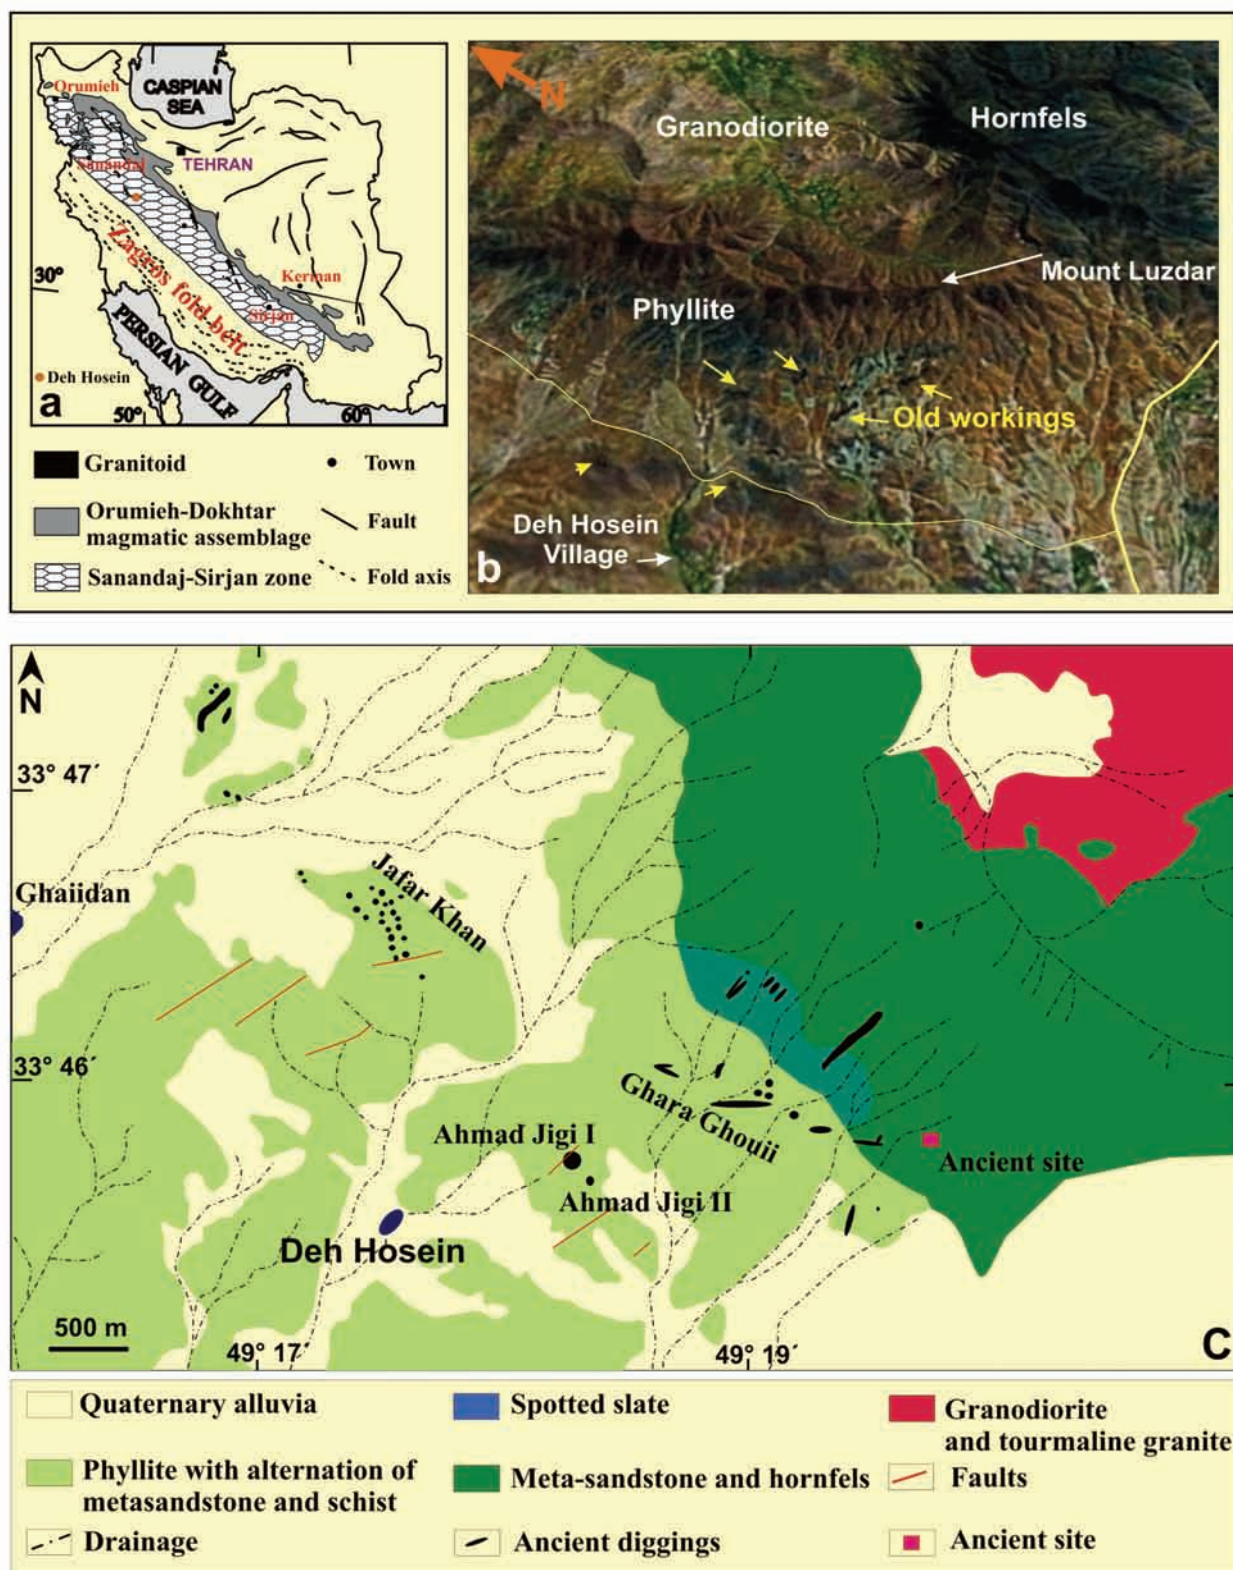 Orumieh
CASPIAN
SEA
Sanandaj
TEHRAN
Zagros fold belt
Kerman
Sirjan
30°
PERSIAN GULF
Deh Hosein
a
50°
60°
Granitoid
Town
Orumieh-Dokhtar
magmatic assemblage
Fault
Sanandaj-Sirjan zone
Fold axis
N
Granodiorite
Hornfels
Mount Luzdar
Phyllite
Old workings
Deh Hosein
Village
b
N
33° 47´
Ghaiidan
Jafar Khan
33° 46´
Ghara Ghouii
Ahmad Jigi I
Ahmad Jigi II
Ancient site
Deh Hosein
500 m
49° 17´
49° 19´
C
Quaternary alluvia
Spotted slate
Granodiorite
and tourmaline granite
Phyllite with alternation of
metasandstone and schist
Meta-sandstone and hornfels
Faults
Drainage
Ancient diggings
Ancient site